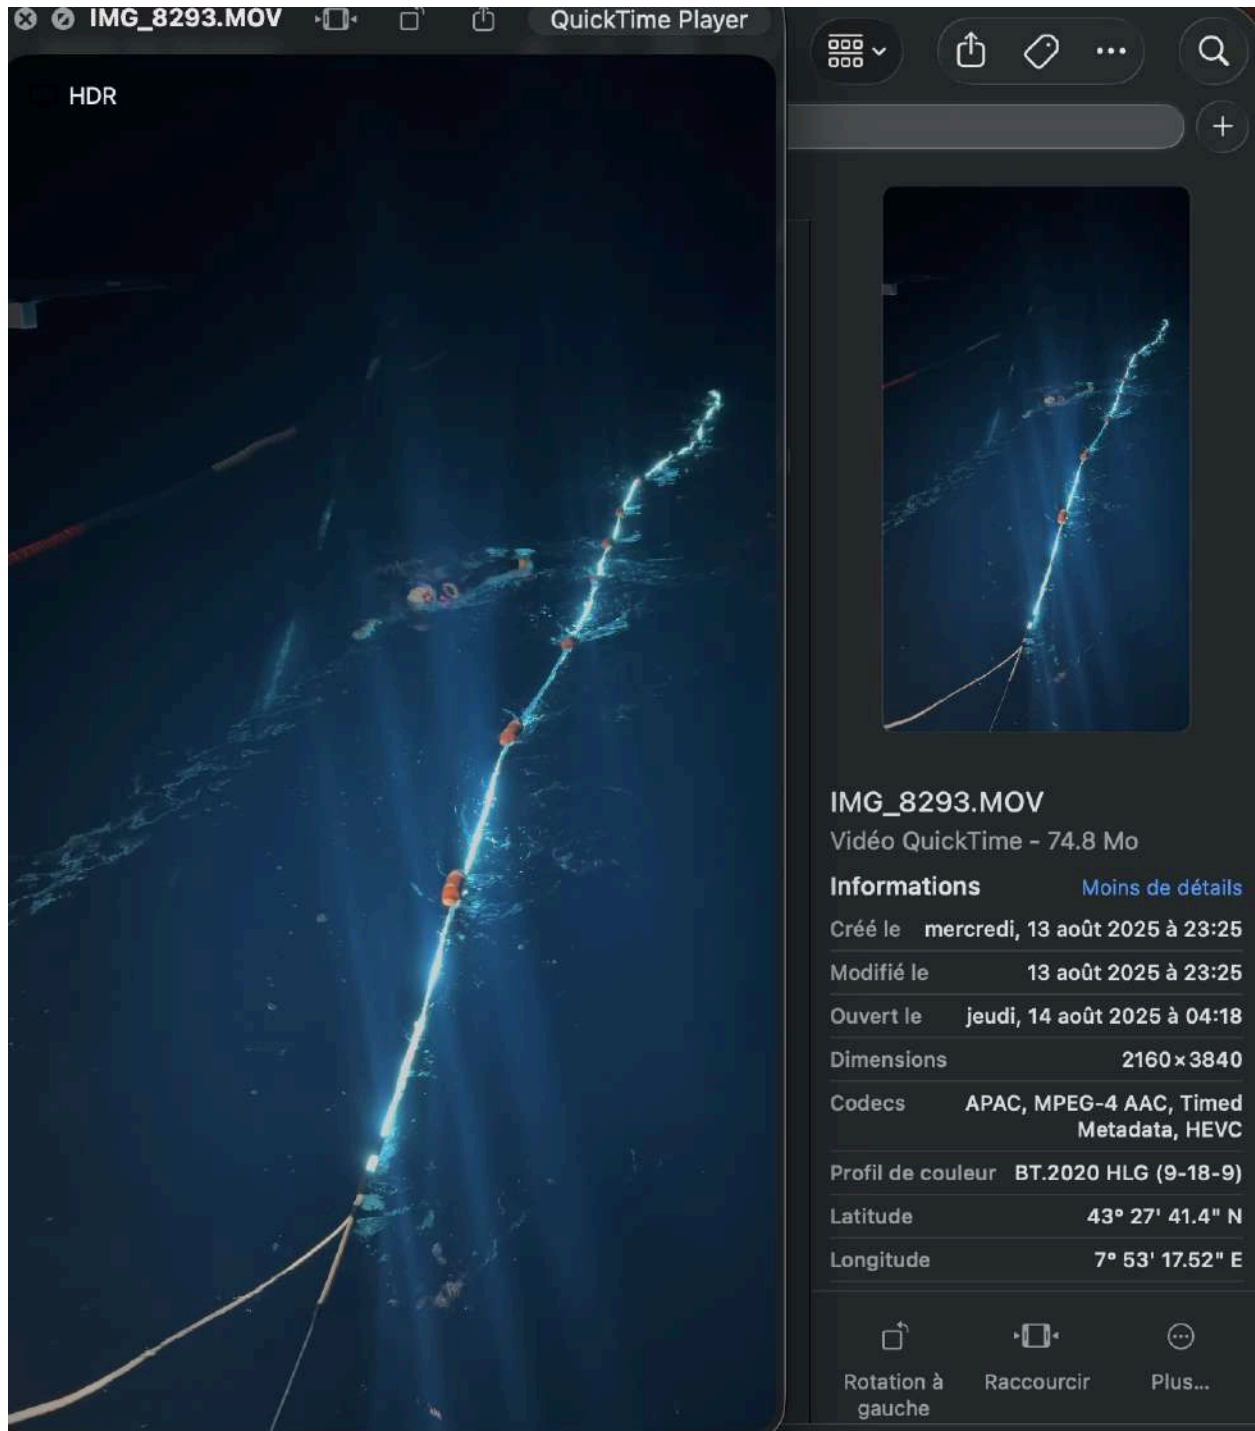 IMG_8293.MOV
QuickTime Player
HDR
IMG_8293.MOV
Vidéo QuickTime - 74.8 Mo
Informations Moins de détails
Créé le mercredi, 13 août 2025 à 23:25
Modifié le 13 août 2025 à 23:25
Ouvert le jeudi, 14 août 2025 à 04:18
Dimensions 2160×3840
Codecs APAC, MPEG-4 AAC, Timed
Metadata, HEVC
Profil de couleur BT.2020 HLG (9-18-9)
Latitude 43° 27' 41.4" N
Longitude 7° 53' 17.52" E
Rotation à
gauche
Raccourcir
Plus...